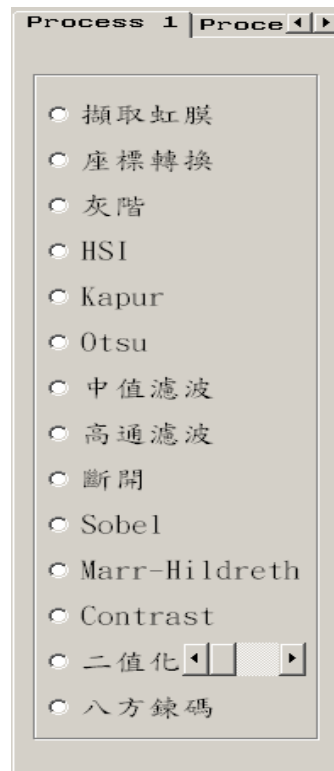 Process 1 Proce
擷取虹膜
座標轉換
灰階
HSI
Kapur
Otsu
中值濾波
高通濾波
斷開
Sobel
Marr-Hildreth
Contrast
二值化
八方鍊碼